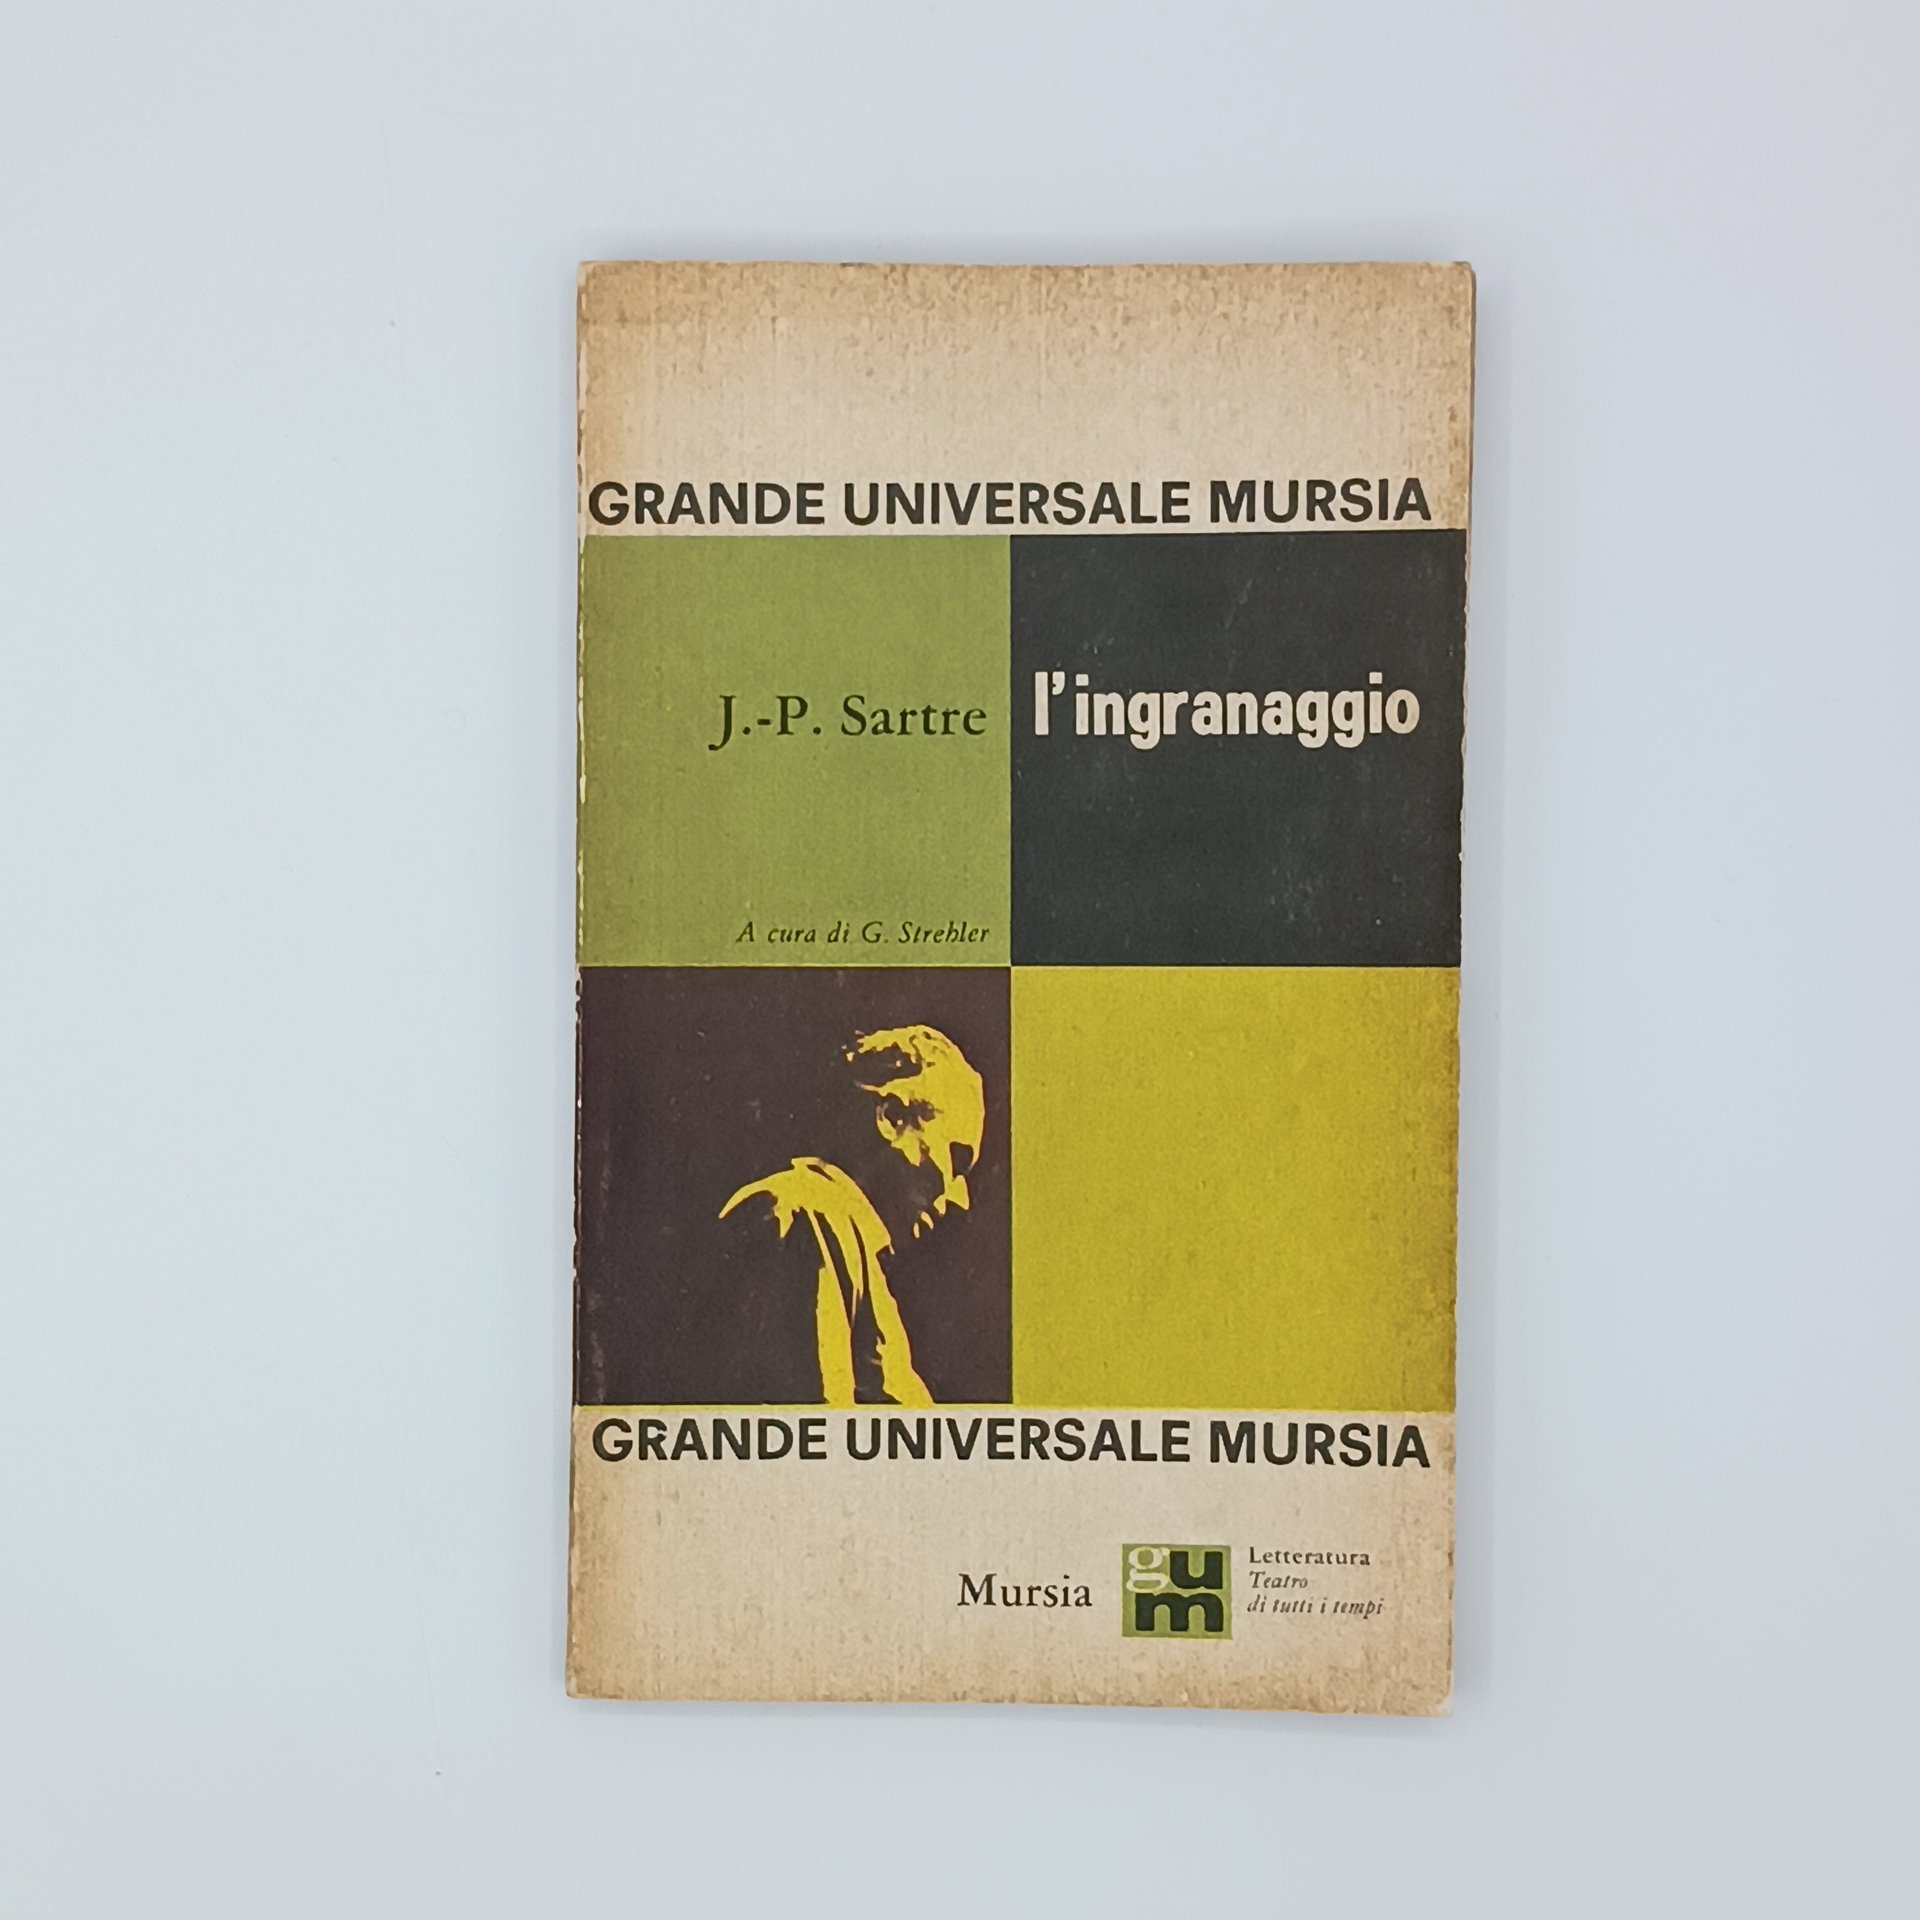 GRANDE UNIVERSALE MURSIA
J.-P. Sartre
l'ingranaggio
A cura di G. Strehler
GRANDE UNIVERSALE MURSIA
Mursia
gum
Letteratura
Teatro
di tutti i tempi